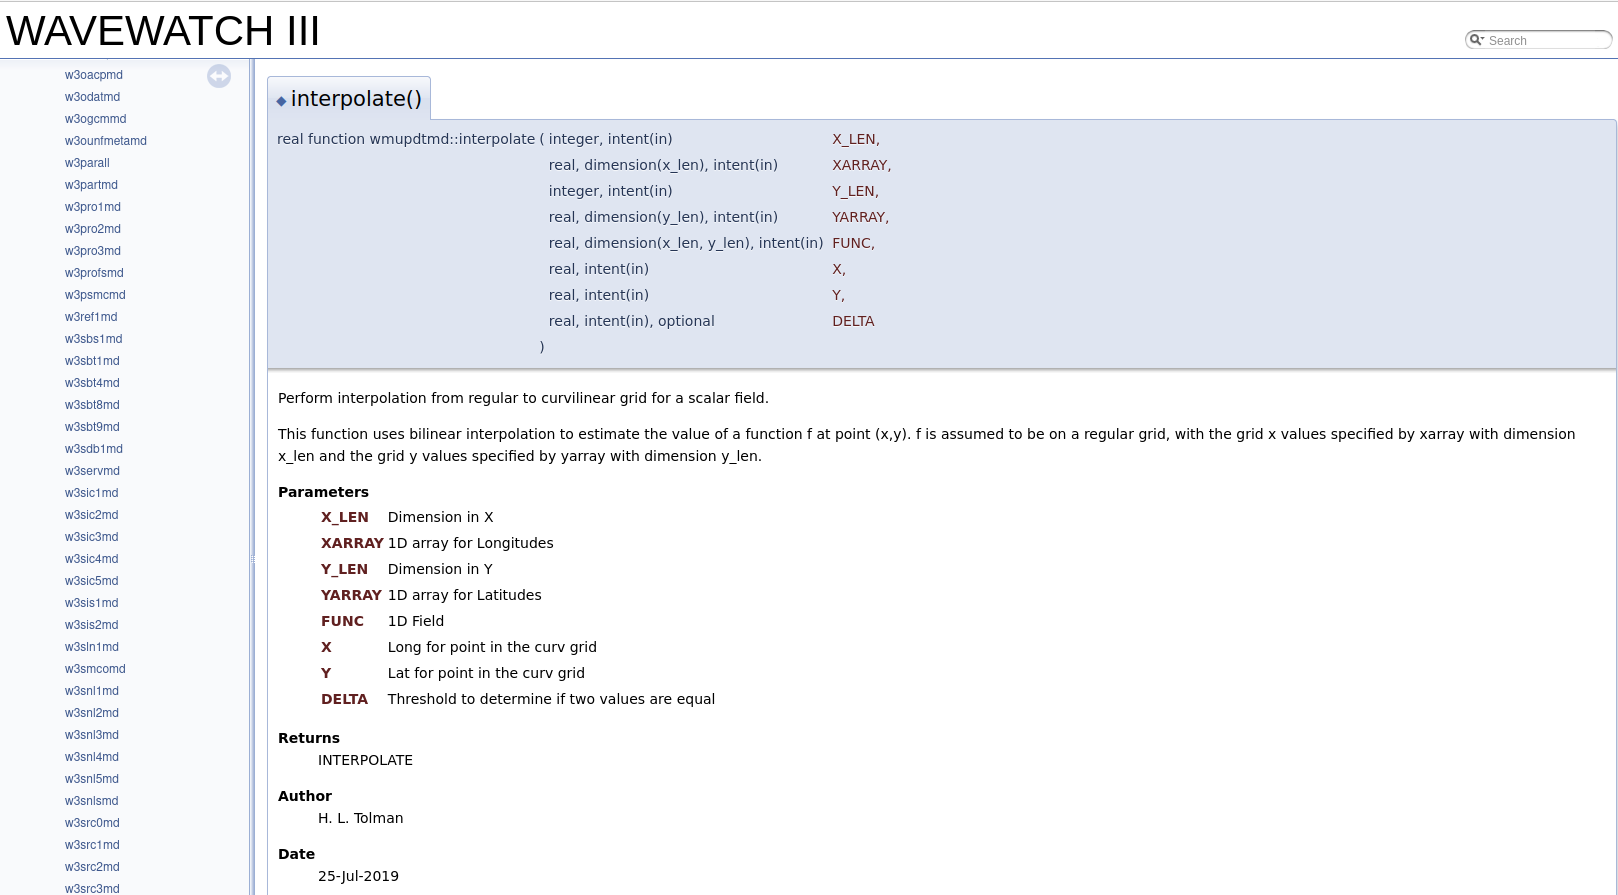 WAVEWATCH III
Search
w3oacpmd
w3odatmd
w3ogcmmd
w3ounfmetamd
w3parall
w3partmd
w3pro1md
w3pro2md
w3pro3md
w3profsmd
w3psmcmd
w3ref1md
w3sbs1md
w3sbt1md
w3sbt4md
w3sbt8md
w3sbt9md
w3sdb1md
w3servmd
w3sic1md
w3sic2md
w3sic3md
w3sic4md
w3sic5md
w3sis1md
w3sis2md
w3sln1md
w3smcomd
w3snl1md
w3snl2md
w3snl3md
w3snl4md
w3snl5md
w3snlsmd
w3src0md
w3src1md
w3src2md
w3src3md
◆ interpolate()
real function wmupdtmd::interpolate ( integer, intent(in) X_LEN,
real, dimension(x_len), intent(in) XARRAY,
integer, intent(in) Y_LEN,
real, dimension(y_len), intent(in) YARRAY,
real, dimension(x_len, y_len), intent(in) FUNC,
real, intent(in) X,
real, intent(in) Y,
real, intent(in), optional DELTA
)
Perform interpolation from regular to curvilinear grid for a scalar field.
This function uses bilinear interpolation to estimate the value of a function f at point (x,y). f is assumed to be on a regular grid, with the grid x values specified by xarray with dimension
x_len and the grid y values specified by yarray with dimension y_len.
Parameters
X_LEN Dimension in X
XARRAY 1D array for Longitudes
Y_LEN Dimension in Y
YARRAY 1D array for Latitudes
FUNC 1D Field
X Long for point in the curv grid
Y Lat for point in the curv grid
DELTA Threshold to determine if two values are equal
Returns
INTERPOLATE
Author
H. L. Tolman
Date
25-Jul-2019